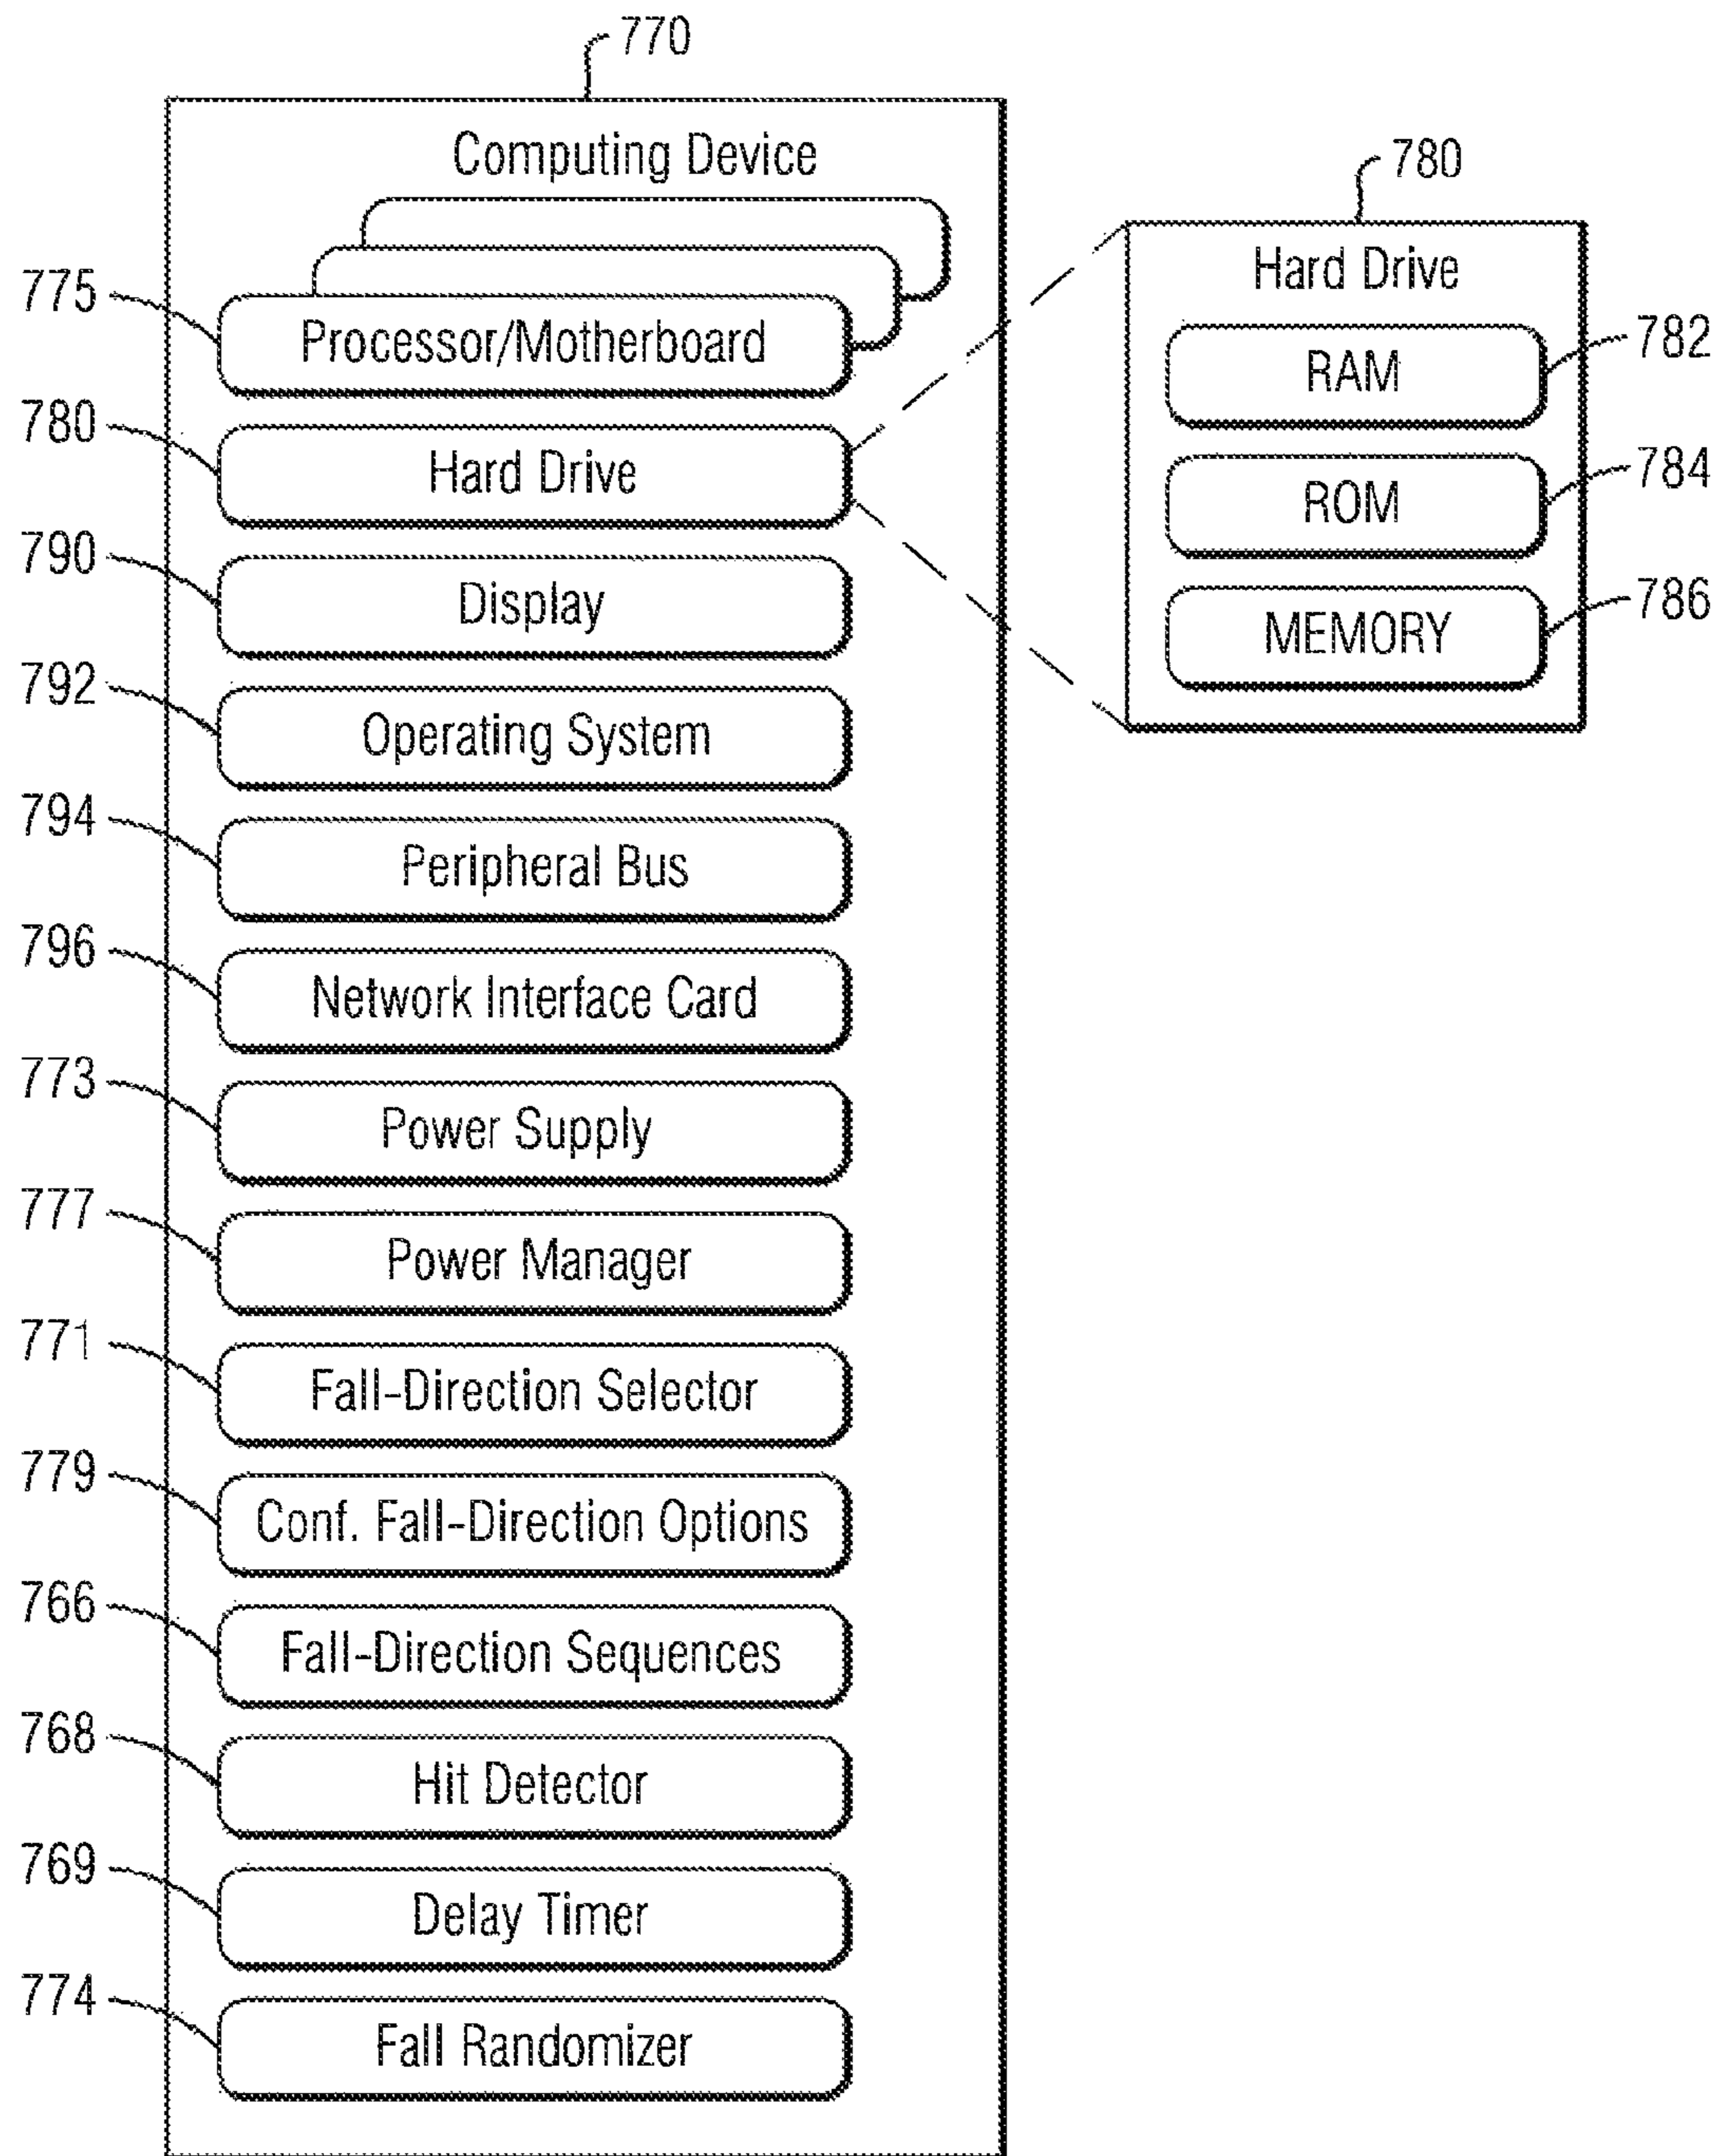 770
Computing Device
775
Processor/Motherboard
780
Hard Drive
790
Display
792
Operating System
794
Peripheral Bus
796
Network Interface Card
773
Power Supply
777
Power Manager
771
Fall-Direction Selector
779
Conf. Fall-Direction Options
766
Fall-Direction Sequences
768
Hit Detector
769
Delay Timer
774
Fall Randomizer
780
Hard Drive
RAM
782
ROM
784
MEMORY
786